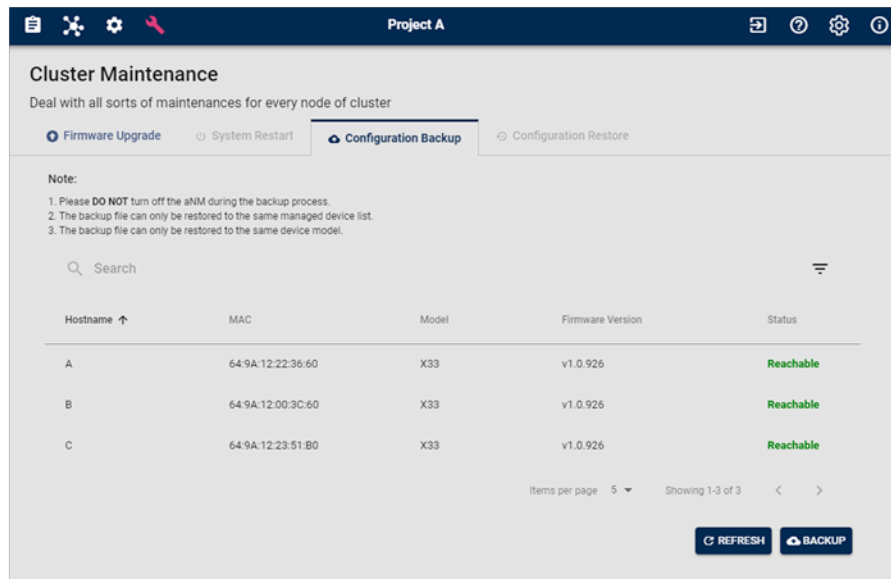 Project A
Cluster Maintenance
Deal with all sorts of maintenances for every node of cluster
Firmware Upgrade System Restart Configuration Backup Configuration Restore
Note:
1. Please DO NOT turn off the aNM during the backup process.
2. The backup file can only be restored to the same managed device list.
3. The backup file can only be restored to the same device model.
Search
Hostname MAC Model Firmware Version Status
A 64:9A:12:22:36:60 X33 v1.0.926 Reachable
B 64:9A:12:00:3C:60 X33 v1.0.926 Reachable
C 64:9A:12:23:51:B0 X33 v1.0.926 Reachable
Items per page 5 Showing 1-3 of 3
REFRESH BACKUP